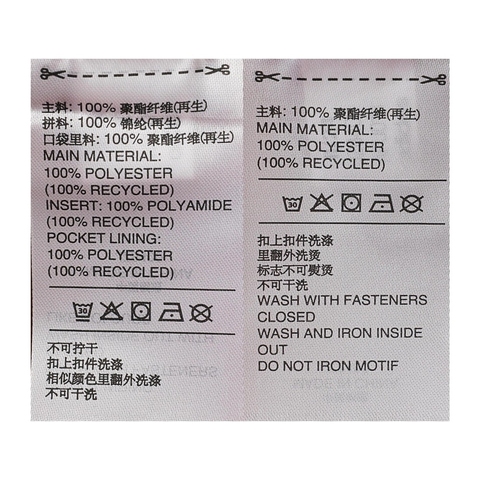 主料: 100% 聚酯纤维(再生)
拼料: 100% 锦纶(再生)
口袋里料: 100% 聚酯纤维(再生)
MAIN MATERIAL:
100% POLYESTER
(100% RECYCLED)
INSERT: 100% POLYAMIDE
(100% RECYCLED)
POCKET LINING:
100% POLYESTER
(100% RECYCLED)
30
不可拧干
扣上扣件洗涤
相似颜色里翻外洗涤
不可干洗
主料: 100% 聚酯纤维(再生)
MAIN MATERIAL:
100% POLYESTER
(100% RECYCLED)
30
扣上扣件洗涤
里翻外洗烫
标志不可熨烫
不可干洗
WASH WITH FASTENERS
CLOSED
WASH AND IRON INSIDE
OUT
DO NOT IRON MOTIF
MADE IN CHINA